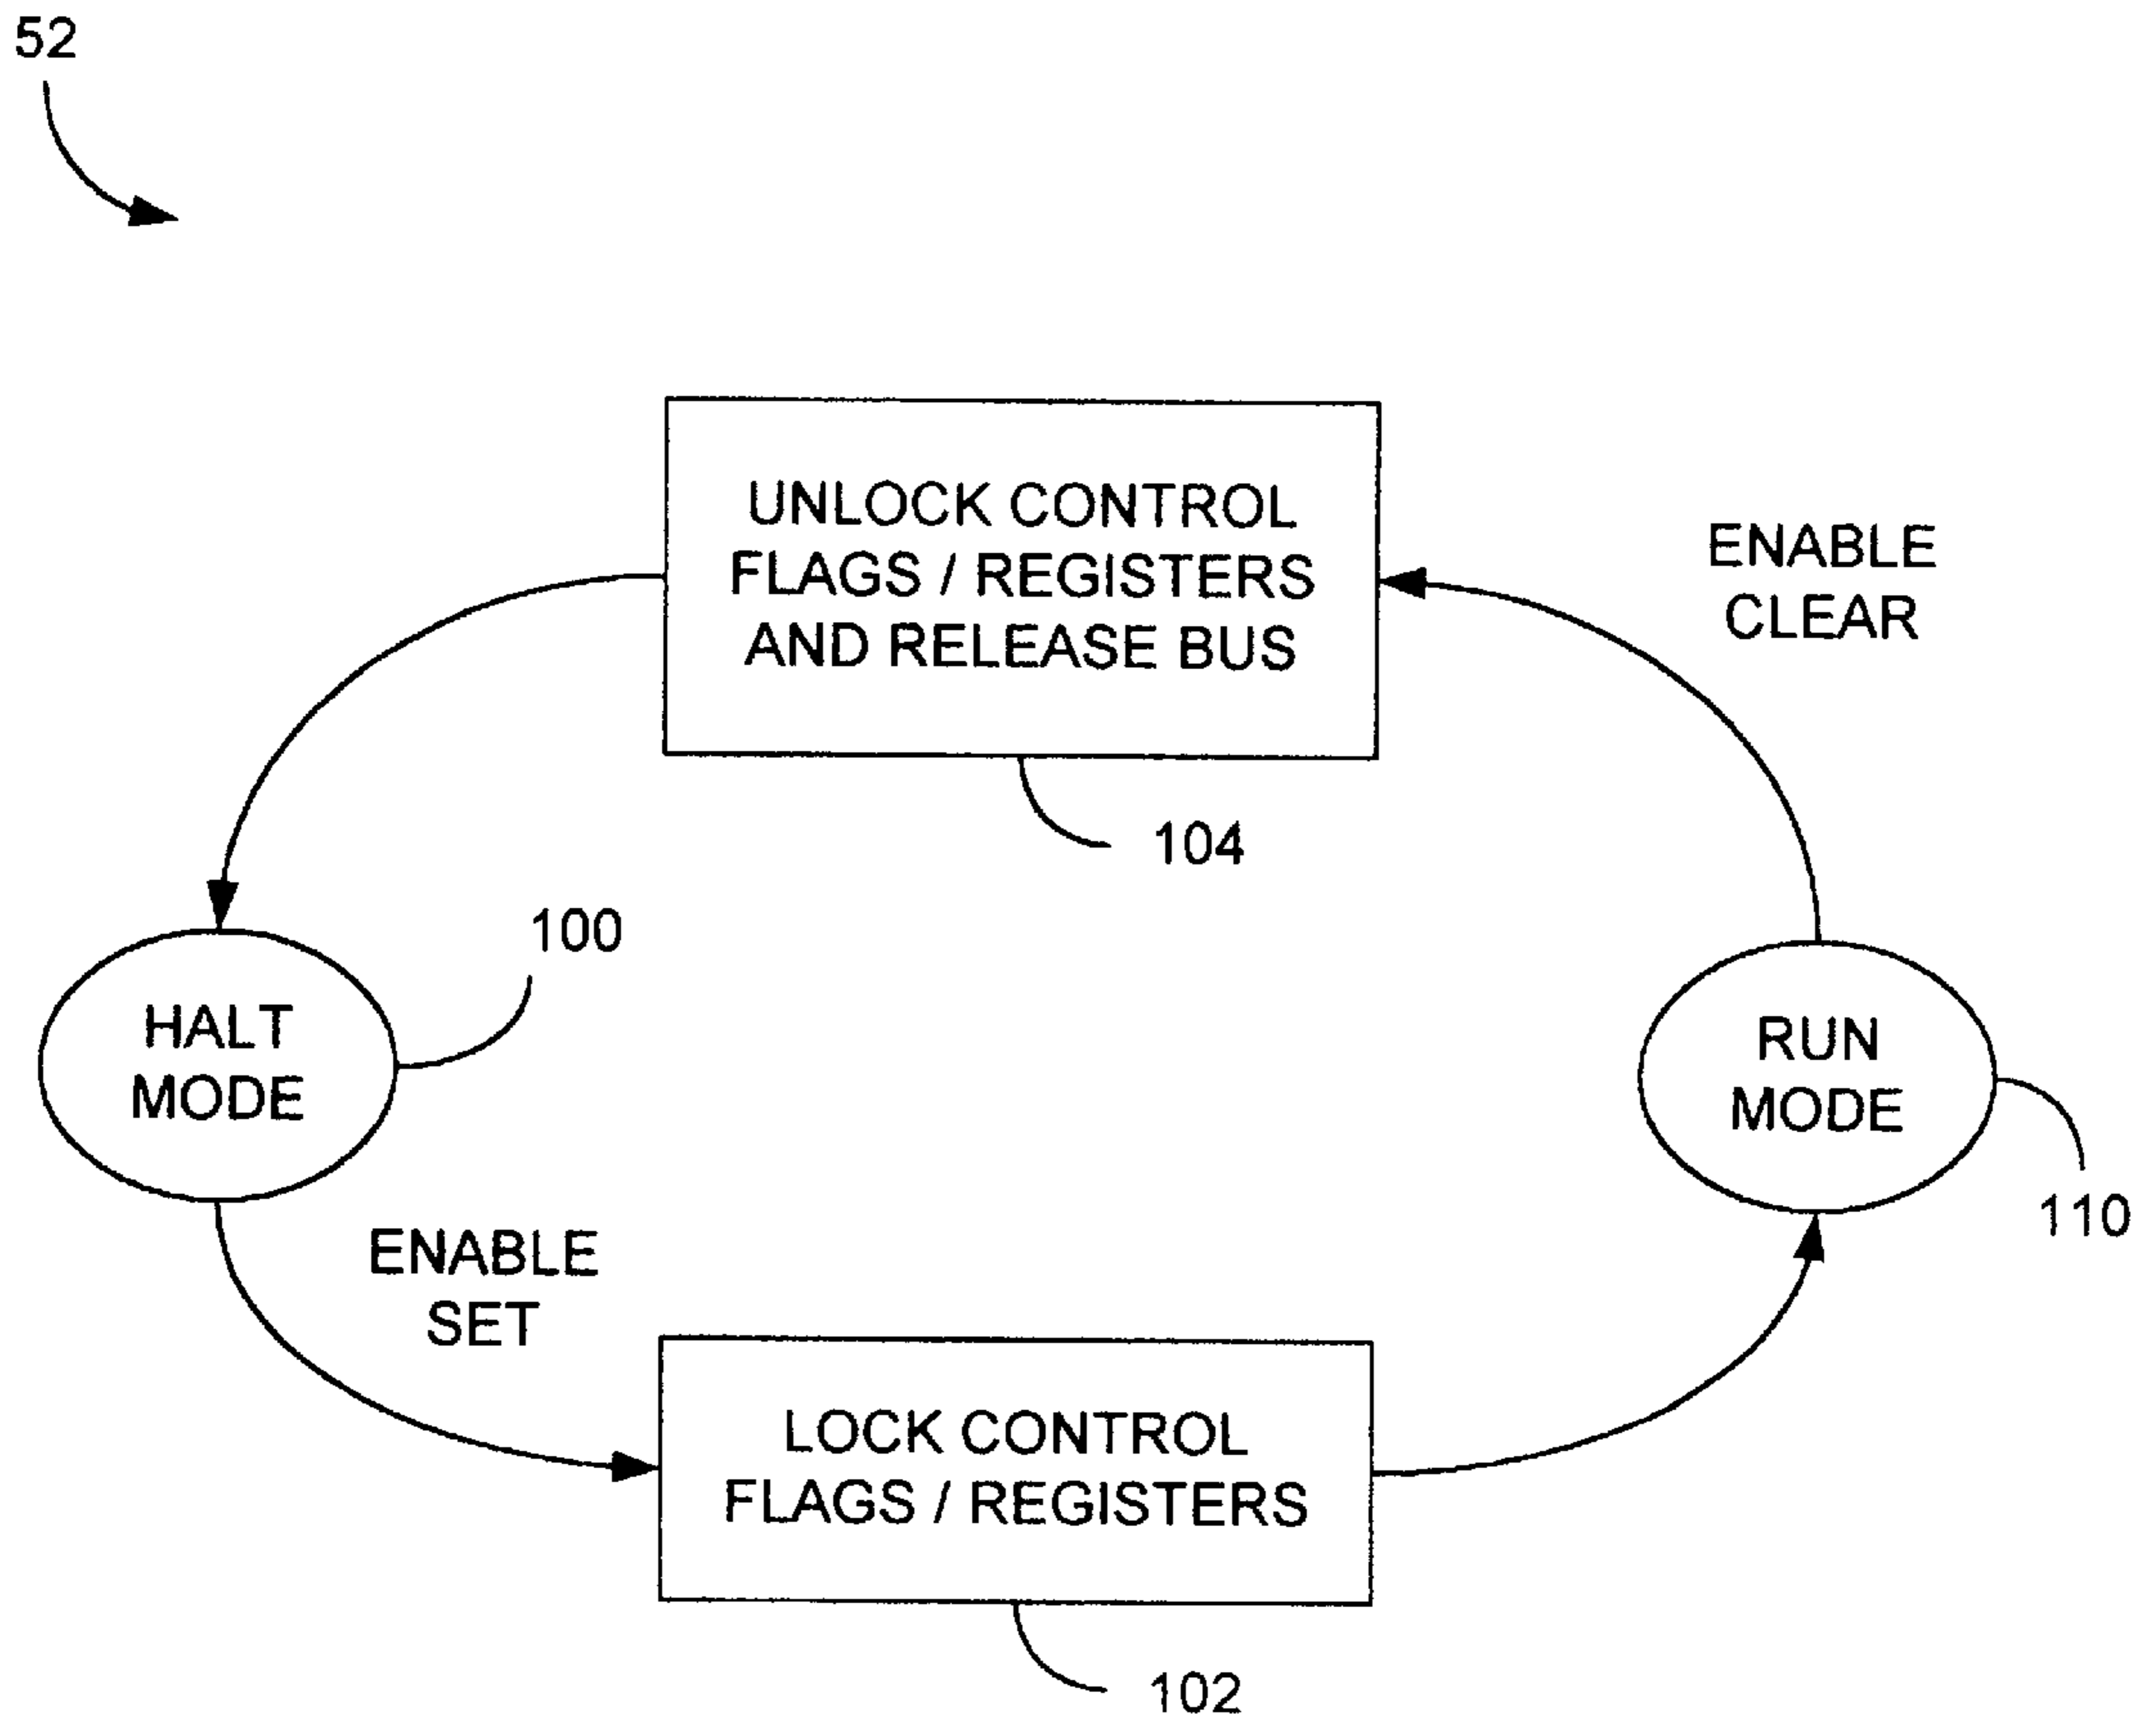 52
UNLOCK CONTROL
FLAGS / REGISTERS
AND RELEASE BUS
ENABLE
CLEAR
104
100
HALT
MODE
RUN
MODE
110
ENABLE
SET
LOCK CONTROL
FLAGS / REGISTERS
102